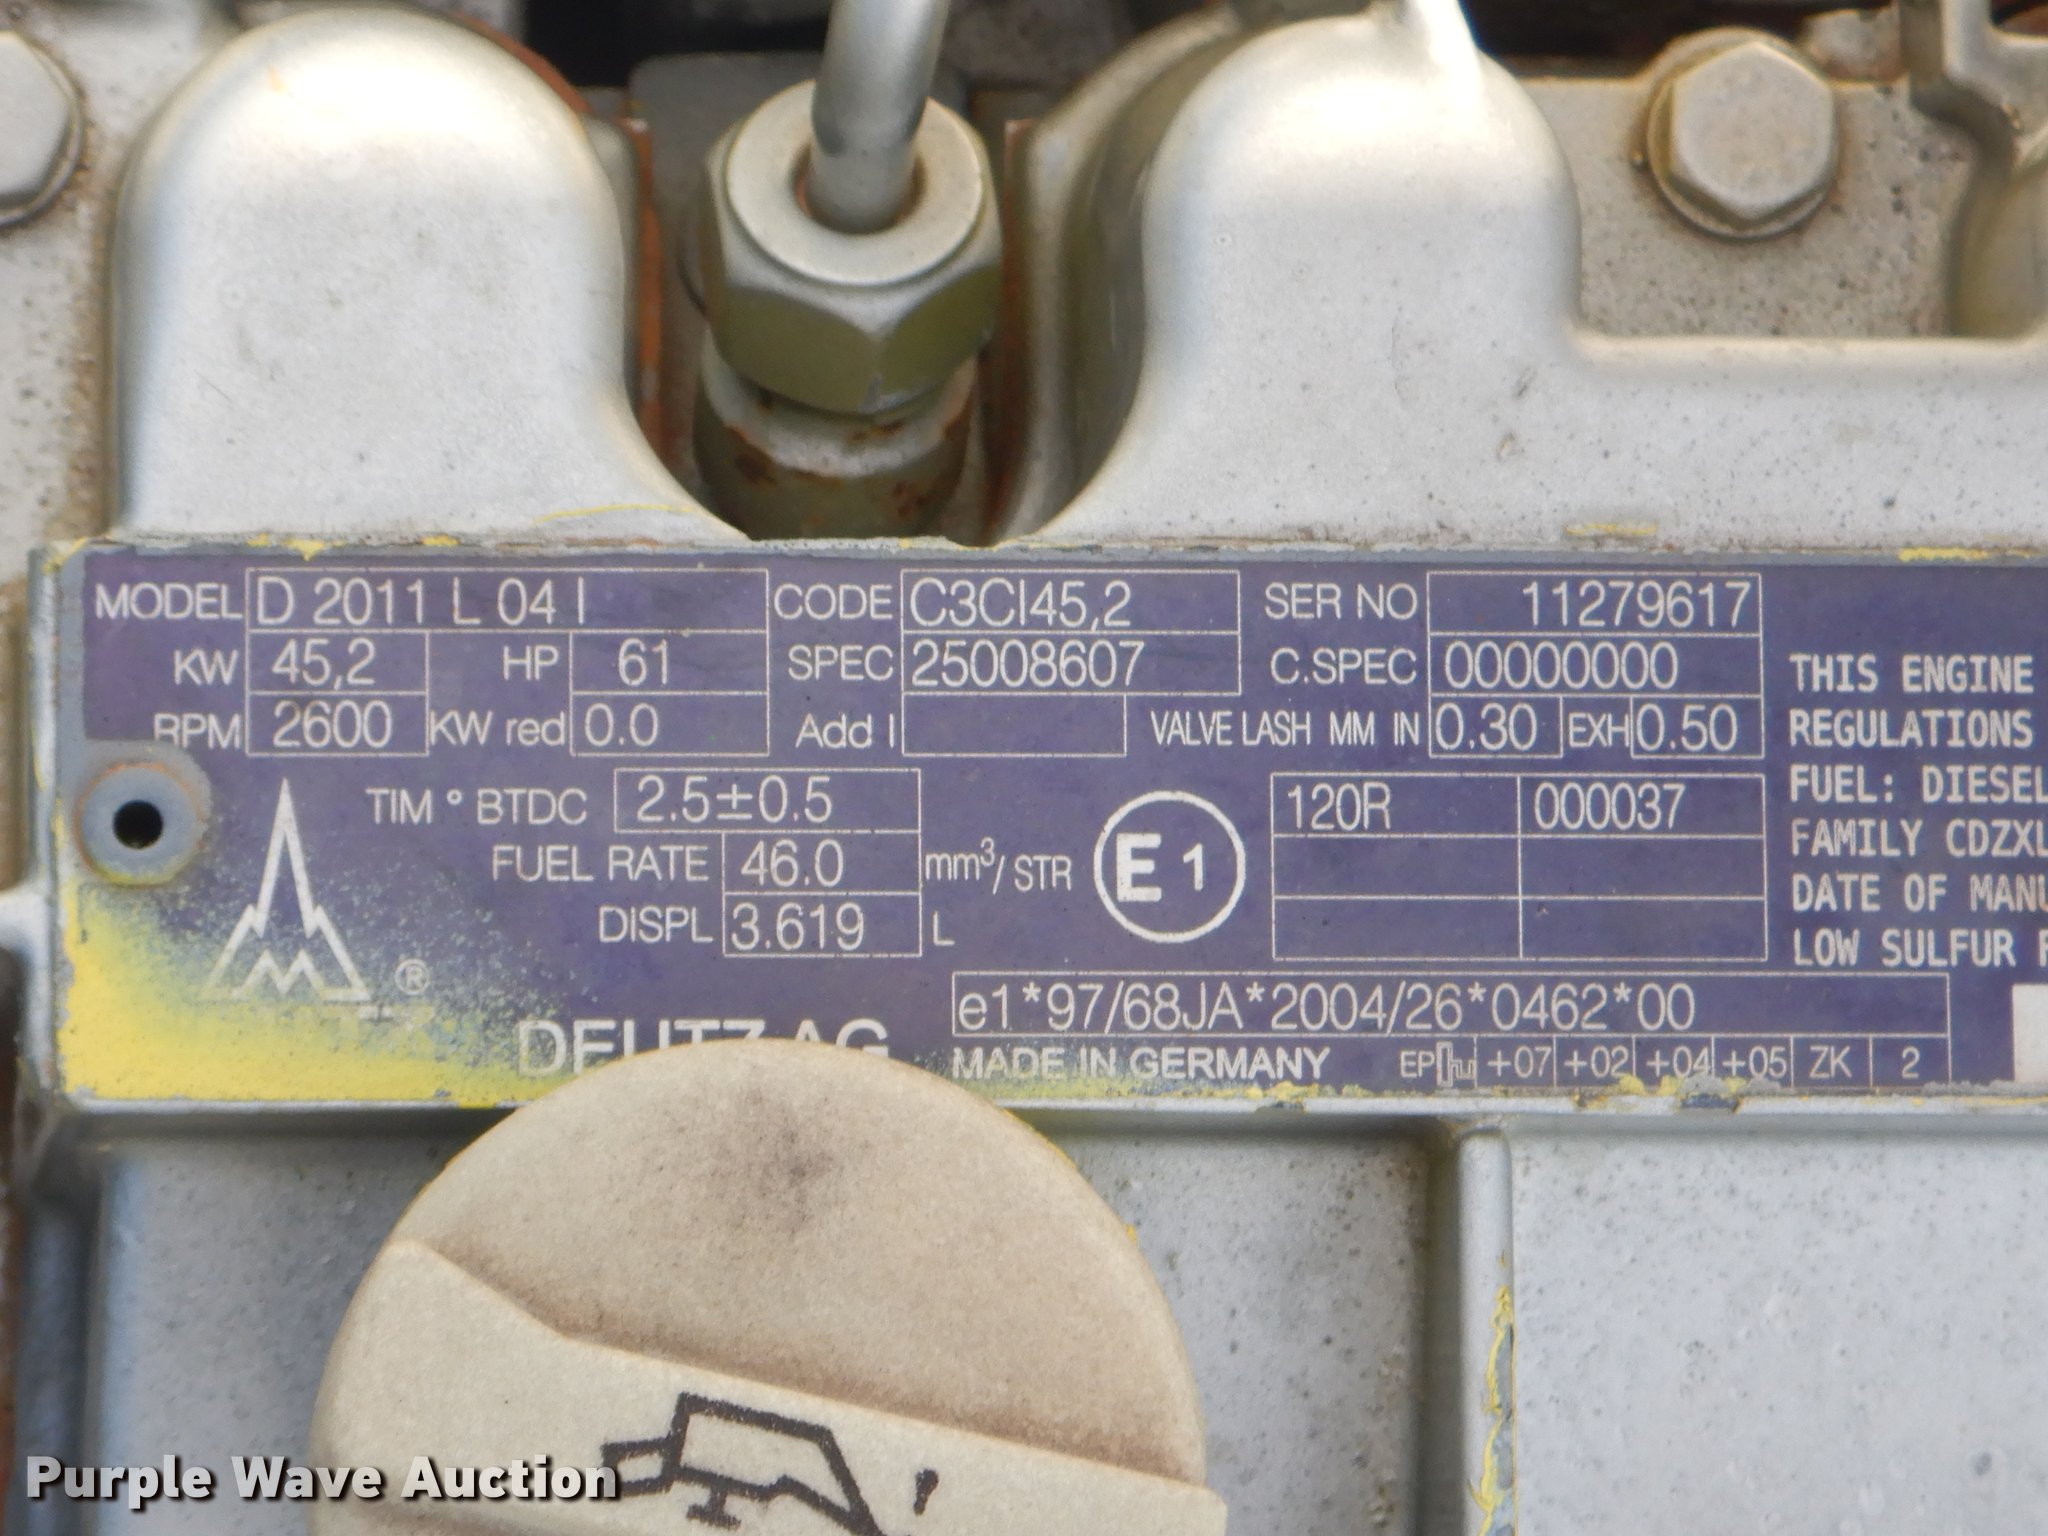 MODEL D 2011 L 04 I CODE C3CI45,2 SER NO 11279617
KW 45,2 HP 61 SPEC 25008607 C.SPEC 00000000
RPM 2600 KW red 0.0 Add I VALVE LASH MM IN 0.30 EXH 0.50
TIM ° BTDC 2.5±0.5
FUEL RATE 46.0 mm³/STR
DISPL 3.619 L
E1
120R 000037
THIS ENGINE
REGULATIONS
FUEL: DIESEL
FAMILY CDZXL
DATE OF MANU
LOW SULFUR F
®
DEUTZ AG
e1*97/68JA*2004/26*0462*00
MADE IN GERMANY EP +07 +02 +04 +05 ZK 2
Purple Wave Auction